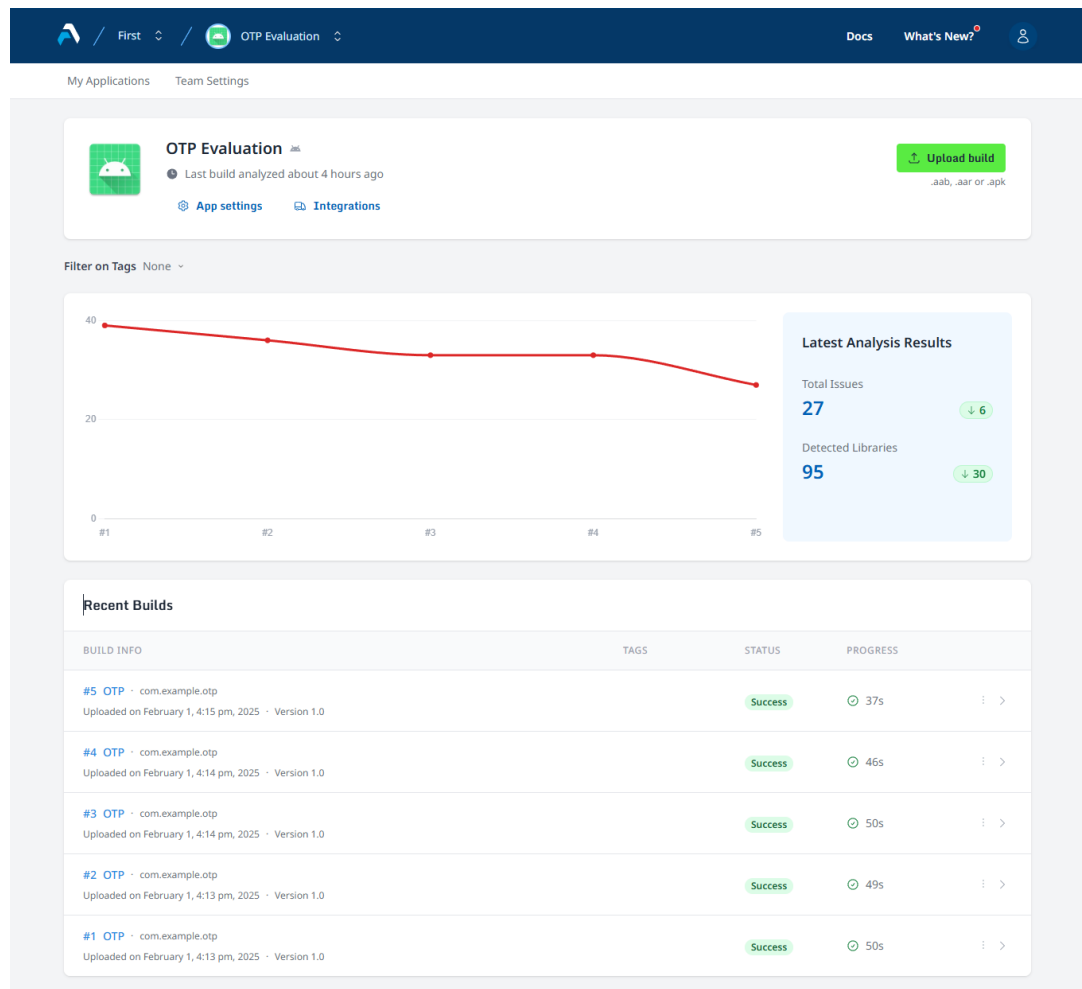 First OTP Evaluation Docs What's New?
My Applications Team Settings
OTP Evaluation
Last build analyzed about 4 hours ago
App settings Integrations
Upload build
.aab, .aar or .apk
Filter on Tags None
40
20
0
#1 #2 #3 #4 #5
Latest Analysis Results
Total Issues
27 ↓ 6
Detected Libraries
95 ↓ 30
Recent Builds
BUILD INFO TAGS STATUS PROGRESS
#5 OTP · com.example.otp
Uploaded on February 1, 4:15 pm, 2025 · Version 1.0
Success 37s
#4 OTP · com.example.otp
Uploaded on February 1, 4:14 pm, 2025 · Version 1.0
Success 46s
#3 OTP · com.example.otp
Uploaded on February 1, 4:14 pm, 2025 · Version 1.0
Success 50s
#2 OTP · com.example.otp
Uploaded on February 1, 4:13 pm, 2025 · Version 1.0
Success 49s
#1 OTP · com.example.otp
Uploaded on February 1, 4:13 pm, 2025 · Version 1.0
Success 50s